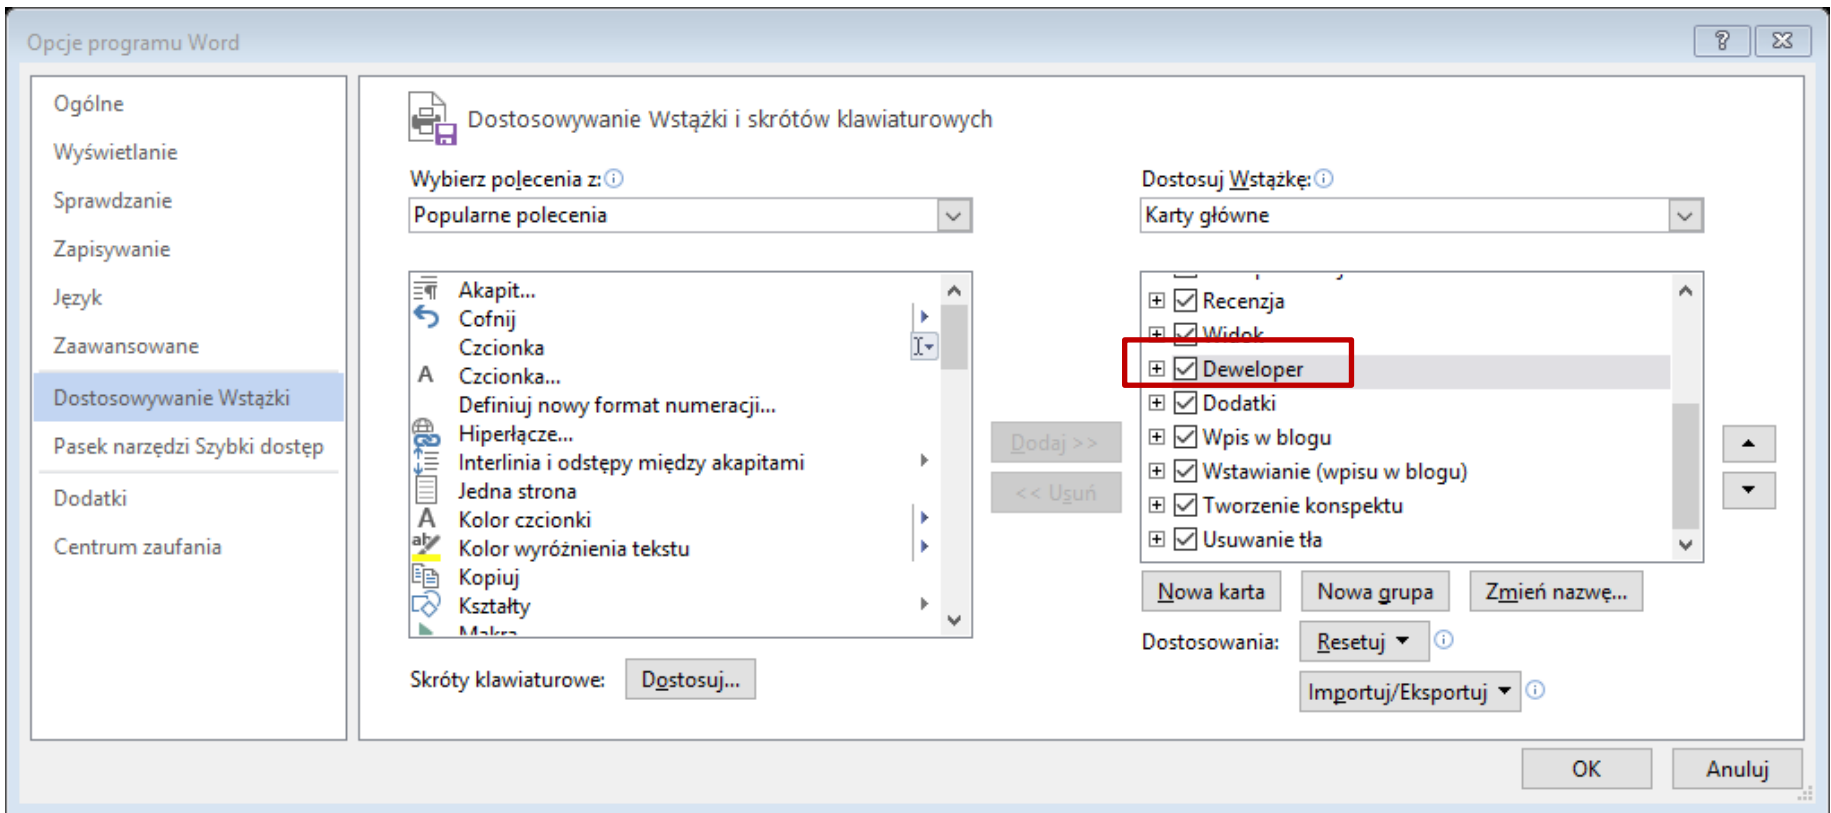 Opcje programu Word
Ogólne
Wyświetlanie
Sprawdzanie
Zapisywanie
Język
Zaawansowane
Dostosowywanie Wstążki
Pasek narzędzi Szybki dostęp
Dodatki
Centrum zaufania
Dostosowywanie Wstążki i skrótów klawiaturowych
Wybierz polecenia z:
Popularne polecenia
Akapit...
Cofnij
Czcionka
Czcionka...
Definiuj nowy format numeracji...
Hiperłącze...
Interlinia i odstępy między akapitami
Jedna strona
Kolor czcionki
Kolor wyróżnienia tekstu
Kopiuj
Kształty
Makra
Skróty klawiaturowe:
Dostosuj...
Dodaj >>
<< Usuń
Dostosuj Wstążkę:
Karty główne
Recenzja
Widok
Deweloper
Dodatki
Wpis w blogu
Wstawianie (wpisu w blogu)
Tworzenie konspektu
Usuwanie tła
Nowa karta
Nowa grupa
Zmień nazwę...
Dostosowania:
Resetuj
Importuj/Eksportuj
OK
Anuluj